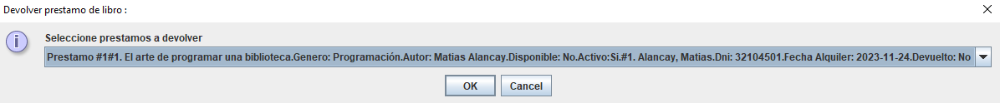 Devolver prestamo de libro :
Seleccione prestamos a devolver
Prestamo #1#1. El arte de programar una biblioteca.Genero: Programación.Autor: Matias Alancay.Disponible: No.Activo:Si.#1. Alancay, Matias.Dni: 32104501.Fecha Alquiler: 2023-11-24.Devuelto: No
OK Cancel